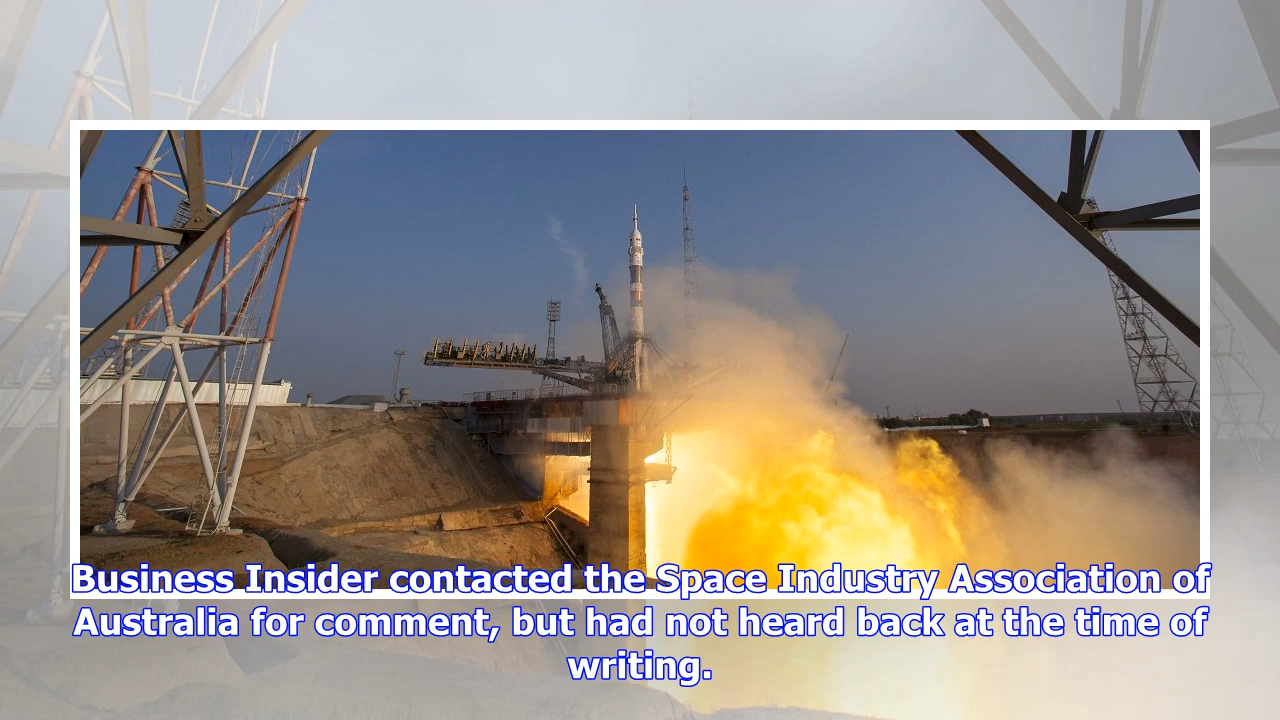 Business Insider contacted the Space Industry Association of
Australia for comment, but had not heard back at the time of
writing.